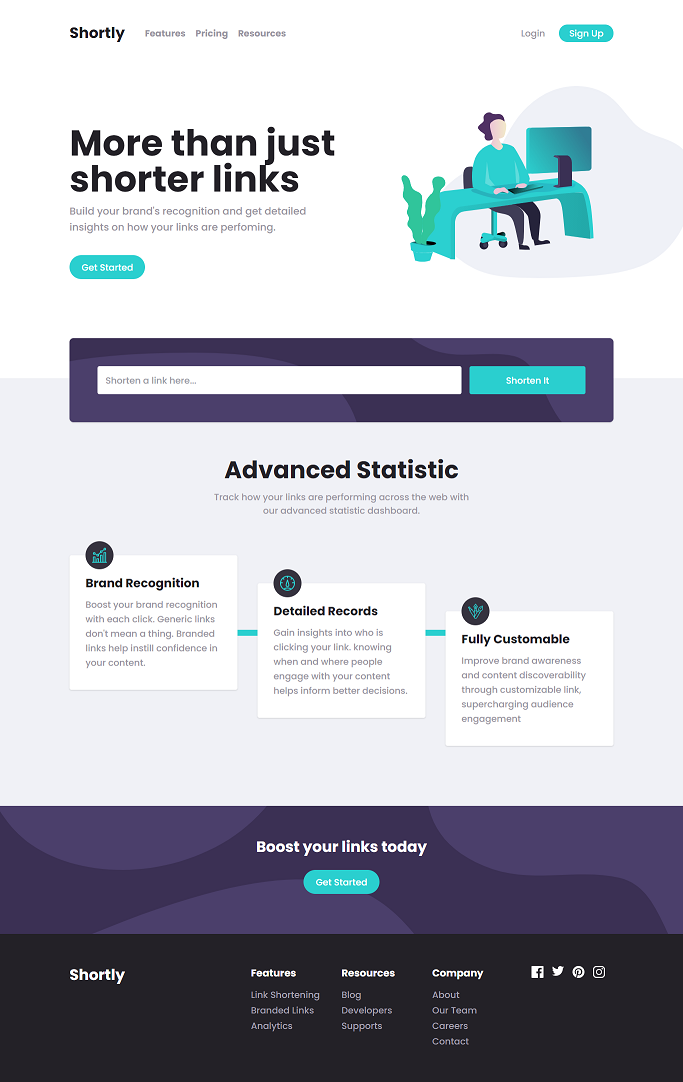 Shortly
Features Pricing Resources
Login
Sign Up
More than just
shorter links
Build your brand's recognition and get detailed
insights on how your links are perfoming.
Get Started
Shorten a link here...
Shorten It
Advanced Statistic
Track how your links are performing across the web with
our advanced statistic dashboard.
Brand Recognition
Boost your brand recognition
with each click. Generic links
don't mean a thing. Branded
links help instill confidence in
your content.
Detailed Records
Gain insights into who is
clicking your link. knowing
when and where people
engage with your content
helps inform better decisions.
Fully Customable
Improve brand awareness
and content discoverability
through customizable link,
supercharging audience
engagement
Boost your links today
Get Started
Shortly
Features
Link Shortening
Branded Links
Analytics
Resources
Blog
Developers
Supports
Company
About
Our Team
Careers
Contact